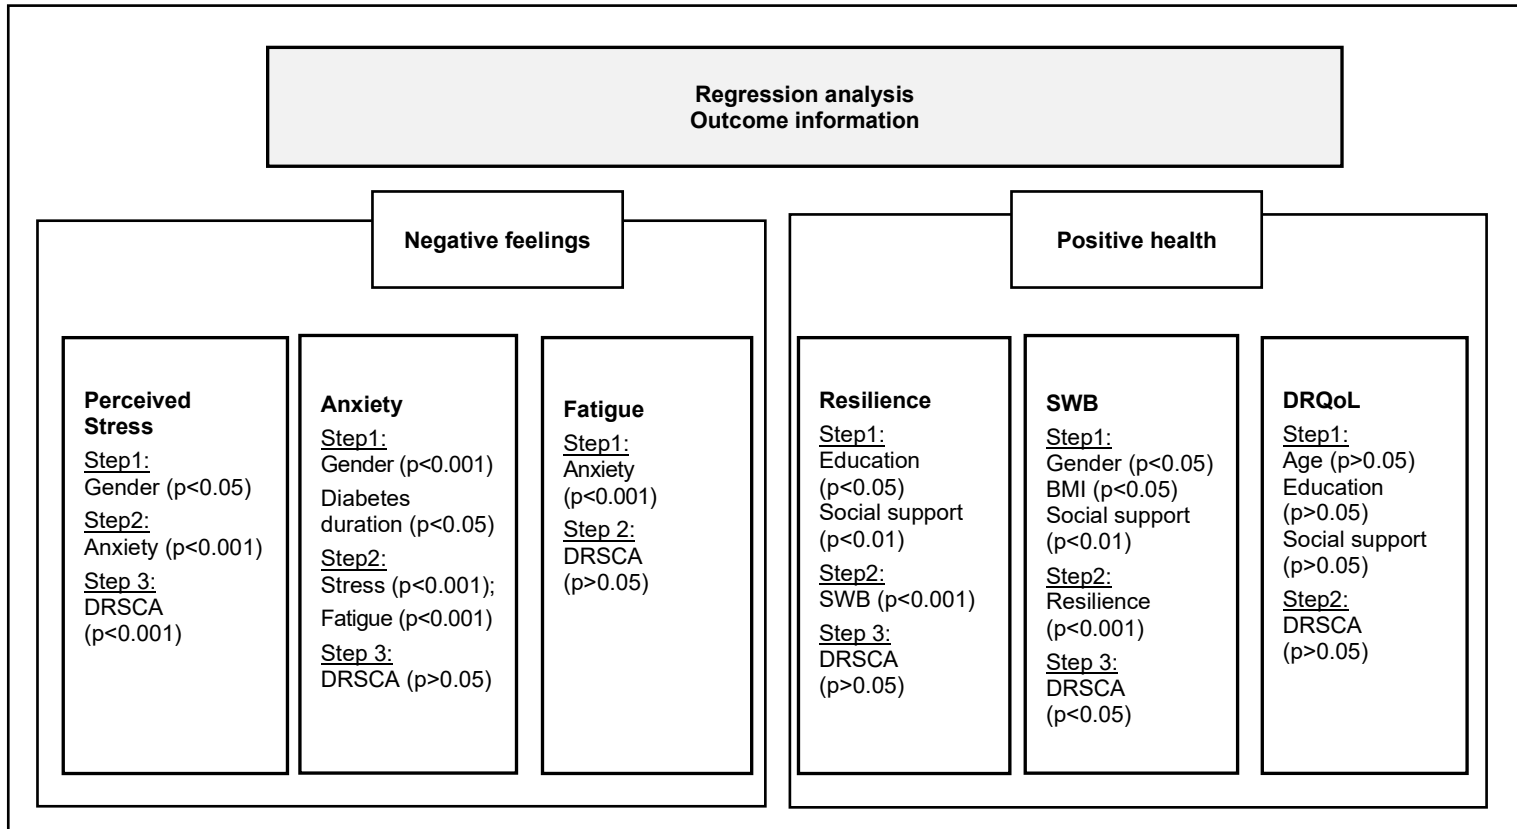 Regression analysis
Outcome information
Negative feelings
Perceived
Stress
Step1:
Gender (p<0.05)
Step2:
Anxiety (p<0.001)
Step 3:
DRSCA
(p<0.001)
Anxiety
Step1:
Gender (p<0.001)
Diabetes
duration (p<0.05)
Step2:
Stress (p<0.001);
Fatigue (p<0.001)
Step 3:
DRSCA (p>0.05)
Fatigue
Step1:
Anxiety
(p<0.001)
Step 2:
DRSCA
(p>0.05)
Positive health
Resilience
Step1:
Education
(p<0.05)
Social support
(p<0.01)
Step2:
SWB (p<0.001)
Step 3:
DRSCA
(p>0.05)
SWB
Step1:
Gender (p<0.05)
BMI (p<0.05)
Social support
(p<0.01)
Step2:
Resilience
(p<0.001)
Step 3:
DRSCA
(p<0.05)
DRQoL
Step1:
Age (p>0.05)
Education
(p>0.05)
Social support
(p>0.05)
Step2:
DRSCA
(p>0.05)